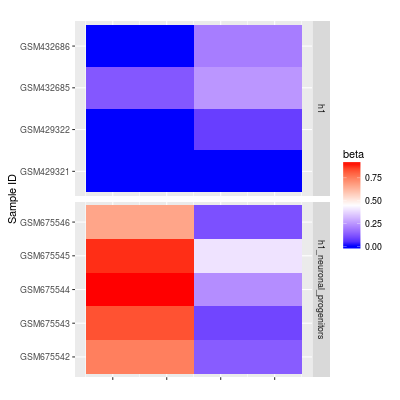 GSM432686
GSM432685
GSM429322
GSM429321
h1
GSM675546
GSM675545
GSM675544
GSM675543
GSM675542
h1_neuronal_progenitors
Sample ID
beta
0.75
0.50
0.25
0.00